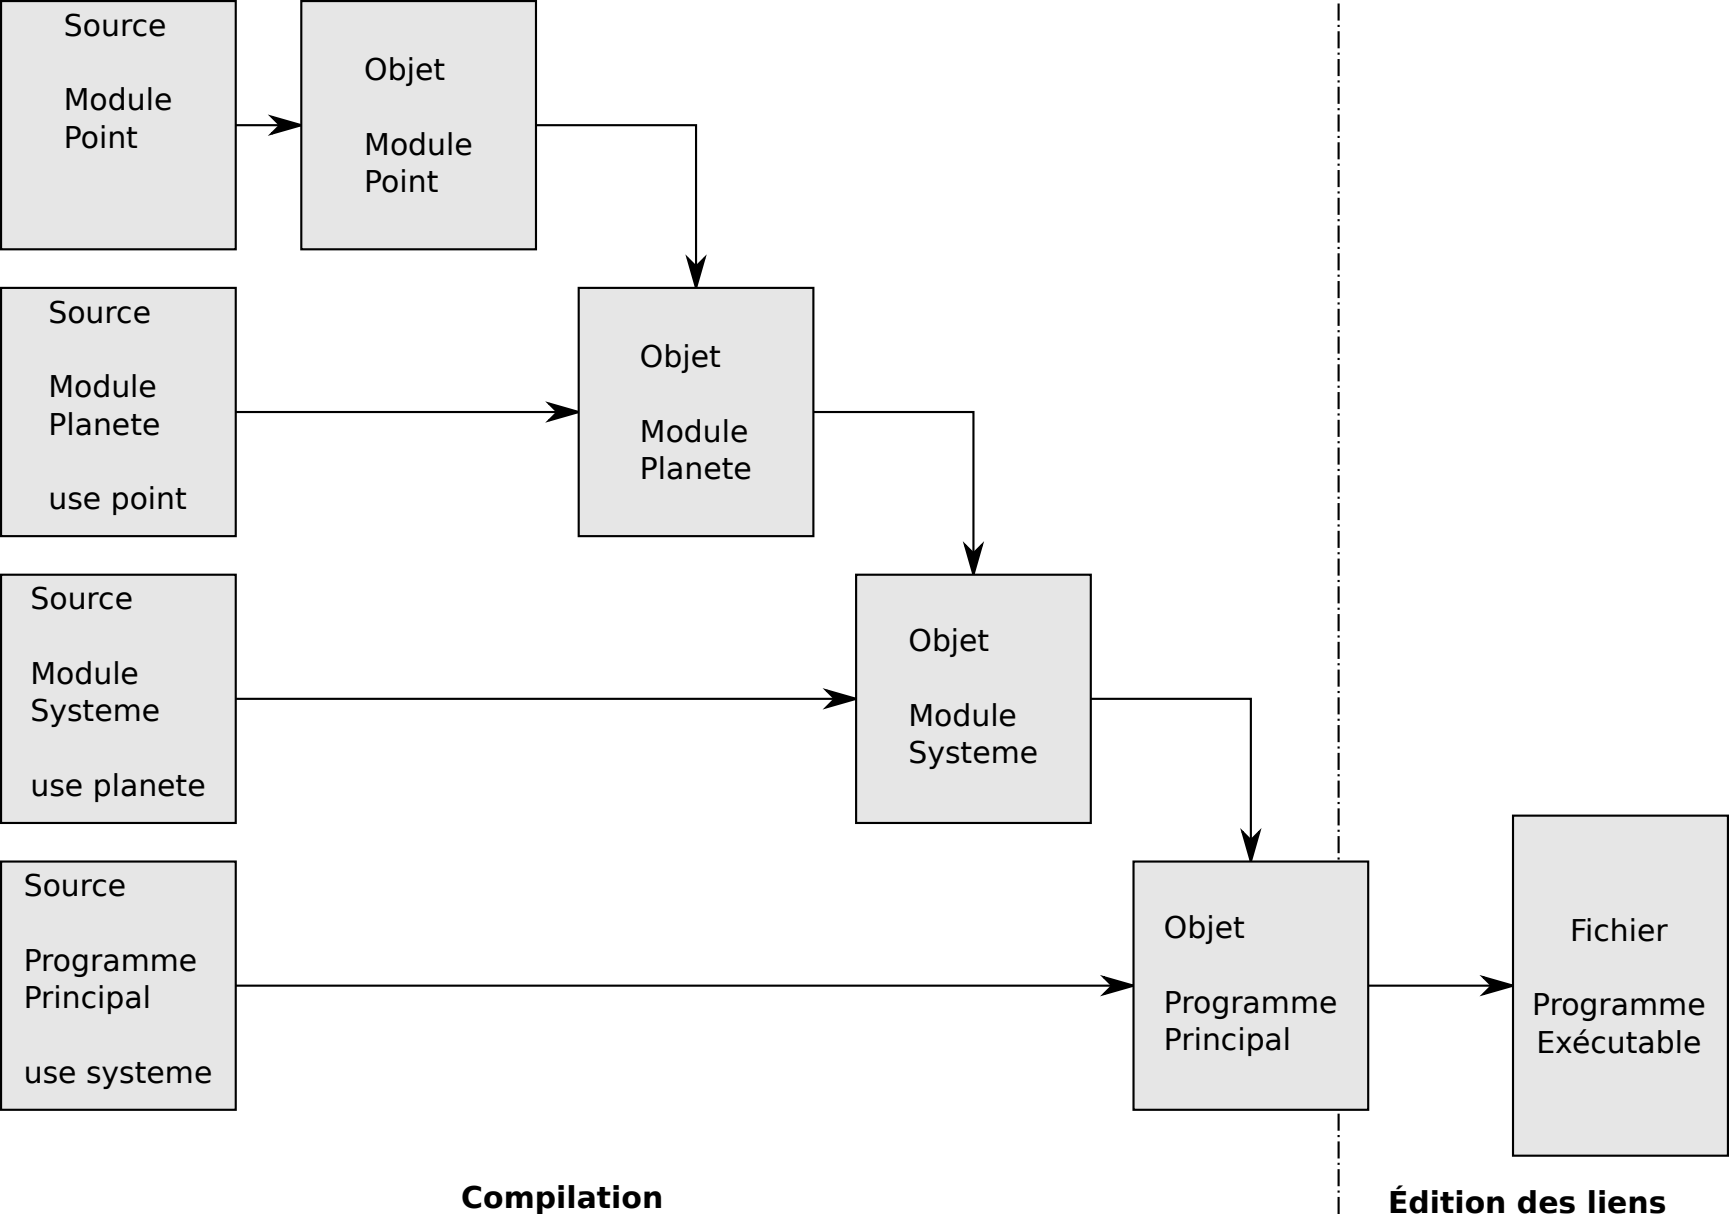 Source
Module
Point
Objet
Module
Point
Source
Module
Planete
use point
Objet
Module
Planete
Source
Module
Systeme
use planete
Objet
Module
Systeme
Source
Programme
Principal
use systeme
Objet
Programme
Principal
Fichier
Programme
Exécutable
Compilation
Édition des liens